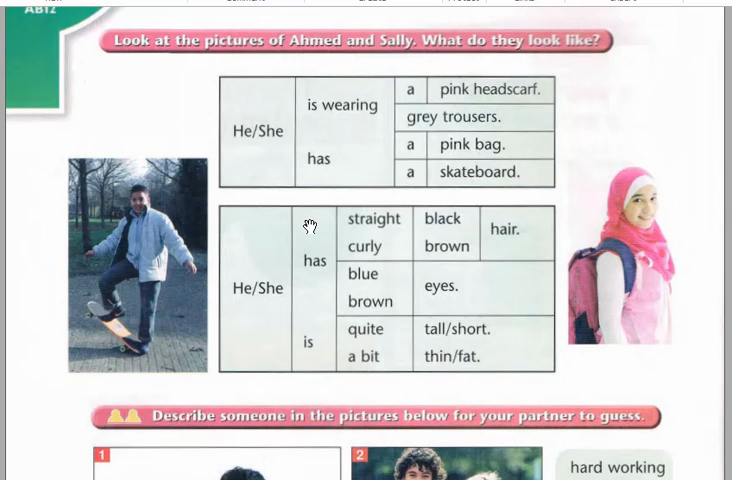 AB12
Look at the pictures of Ahmed and Sally. What do they look like?
He/She
is wearing
has
a pink headscarf.
grey trousers.
a pink bag.
a skateboard.
He/She
has
is
straight
curly
black
brown
hair.
blue
brown
eyes.
quite
a bit
tall/short.
thin/fat.
Describe someone in the pictures below for your partner to guess.
1
2
hard working